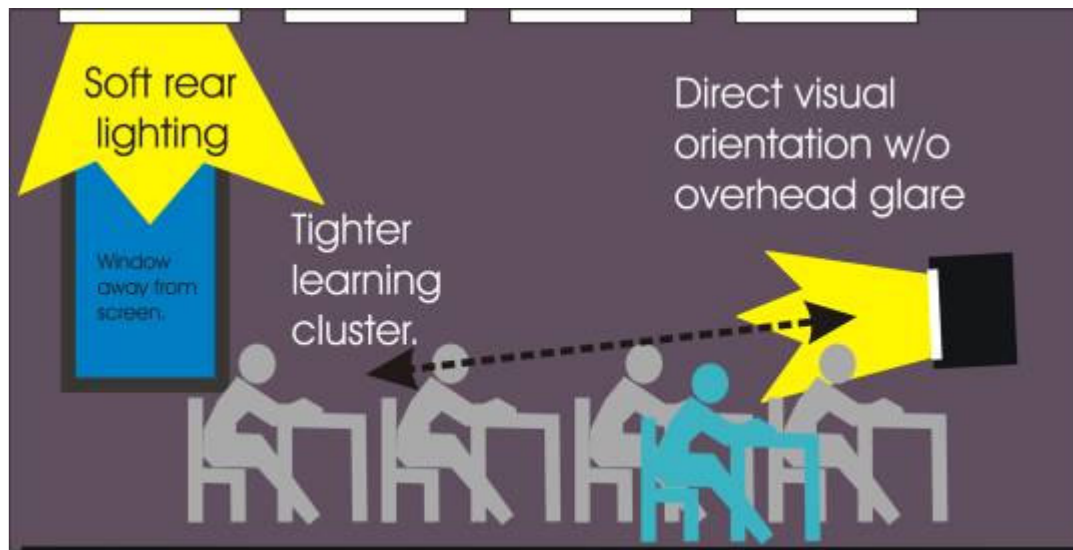 Soft rear
lighting
Window
away from
screen.
Tighter
learning
cluster.
Direct visual
orientation w/o
overhead glare